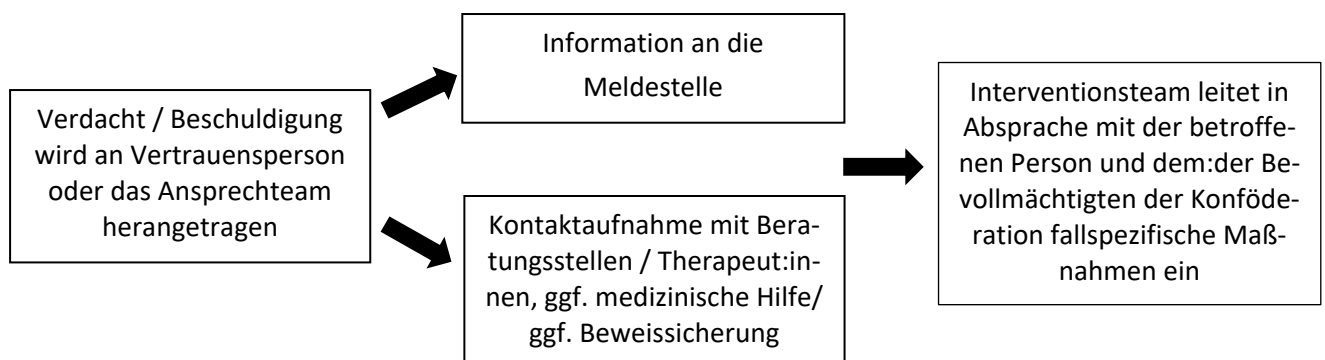 Verdacht / Beschuldigung
wird an Vertrauensperson
oder das Ansprechteam
herangetragen
Information an die
Meldestelle
Kontaktaufnahme mit Bera-
tungsstellen / Therapeut:in-
nen, ggf. medizinische Hilfe/
ggf. Beweissicherung
Interventionsteam leitet in
Absprache mit der betroffe-
nen Person und dem:der Be-
vollmächtigten der Konföde-
ration fallspezifische Maß-
nahmen ein